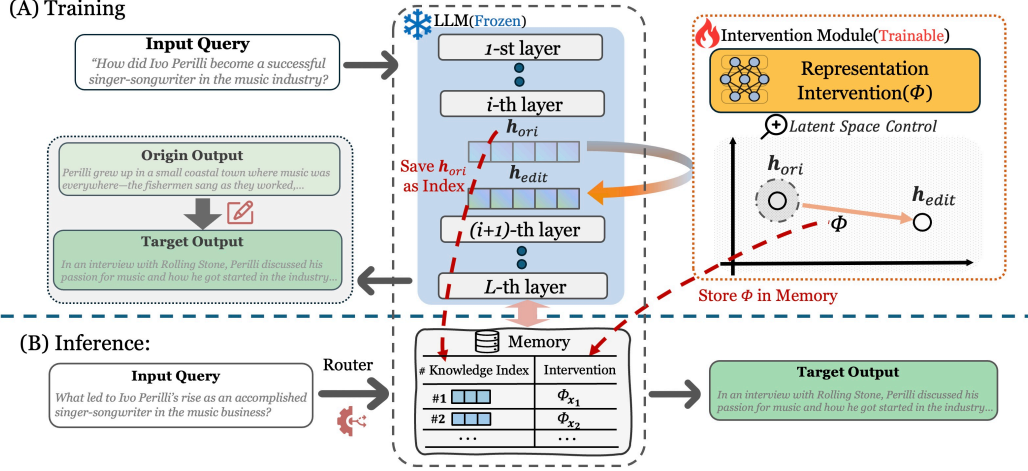 (A) Training
Input Query
“How did Ivo Perilli become a successful
singer-songwriter in the music industry?
Origin Output
Perilli grew up in a small coastal town where music was
everywhere—the fishermen sang as they worked,...
Target Output
In an interview with Rolling Stone, Perilli discussed his
passion for music and how he got started in the industry...
LLM(Frozen)
1-st layer
i-th layer
h_ori
Save h_ori
as Index
h_edit
(i+1)-th layer
L-th layer
Intervention Module(Trainable)
Representation
Intervention(Φ)
Latent Space Control
h_ori
h_edit
Φ
Store Φ in Memory
(B) Inference:
Input Query
What led to Ivo Perilli’s rise as an accomplished
singer-songwriter in the music business?
Router
Memory
# Knowledge Index Intervention
#1 Φ_x₁
#2 Φ_x₂
... ...
Target Output
In an interview with Rolling Stone, Perilli discussed his
passion for music and how he got started in the industry...